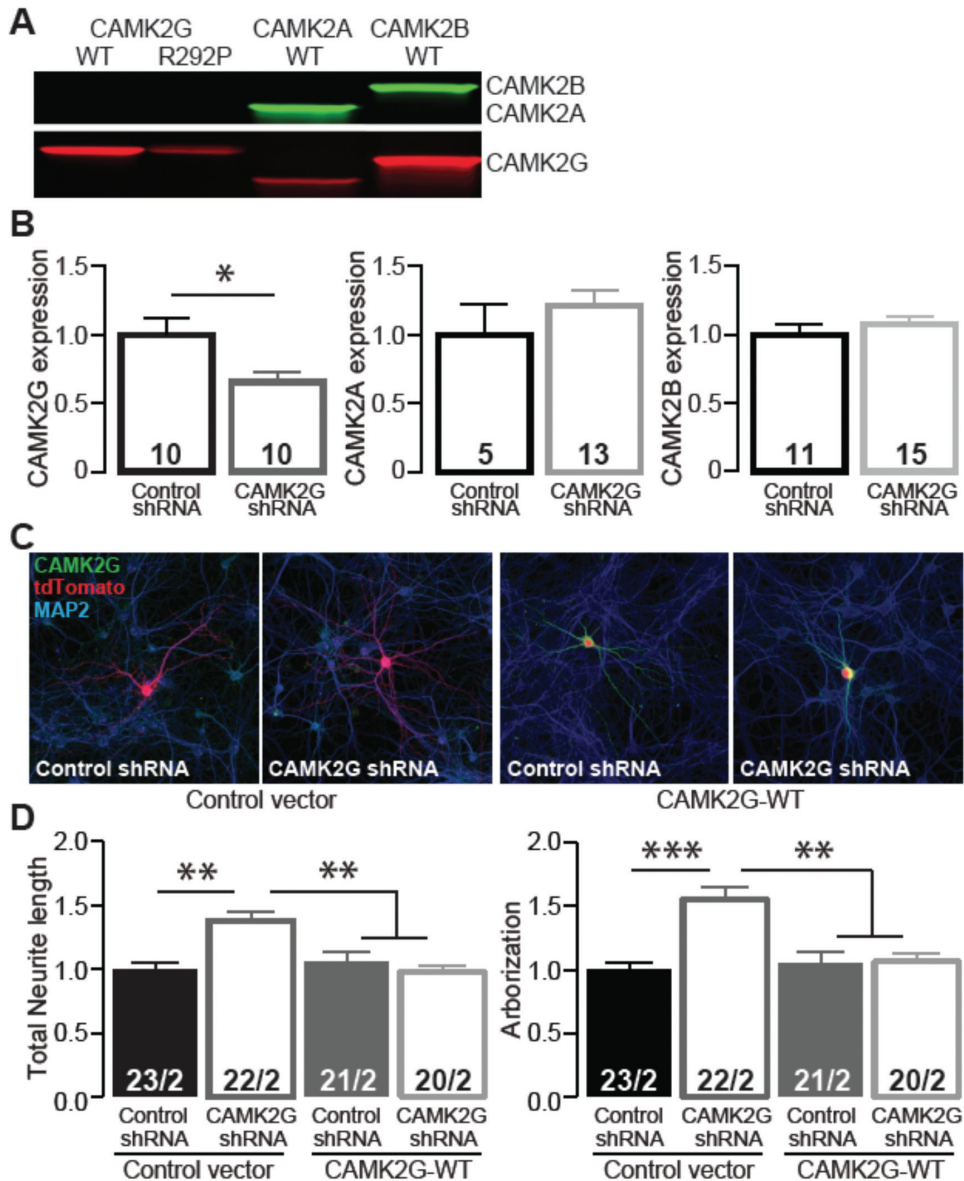 A
CAMK2G CAMK2A CAMK2B
WT R292P WT WT
CAMK2B
CAMK2A
CAMK2G
B
CAMK2G expression
1.5
1.0
0.5
0
*
10 10
Control shRNA
CAMK2G shRNA
CAMK2A expression
1.5
1.0
0.5
0
5 13
Control shRNA
CAMK2G shRNA
CAM2B expression
1.5
1.0
0.5
0
11 15
Control shRNA
CAMK2G shRNA
C
CAMK2G
tdTomato
MAP2
Control shRNA CAMK2G shRNA Control shRNA CAMK2G shRNA
Control vector CAMK2G-WT
D
Total Neurite length
2.0
1.5
1.0
0.5
0.0
** **
23/2 22/2 21/2 20/2
Control shRNA
CAMK2G shRNA
Control shRNA
CAMK2G shRNA
Control vector CAMK2G-WT
Arborization
2.0
1.5
1.0
0.5
0.0
*** **
23/2 22/2 21/2 20/2
Control shRNA
CAMK2G shRNA
Control shRNA
CAMK2G shRNA
Control vector CAMK2G-WT